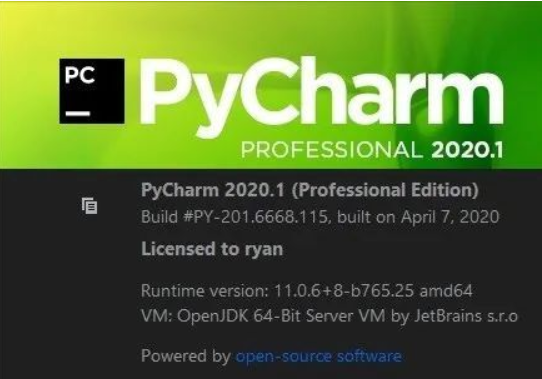 PC
PyCharm
PROFESSIONAL 2020.1
PyCharm 2020.1 (Professional Edition)
Build #PY-201.6668.115, built on April 7, 2020
Licensed to ryan
Runtime version: 11.0.6+8-b765.25 amd64
VM: OpenJDK 64-Bit Server VM by JetBrains s.r.o
Powered by open-source software